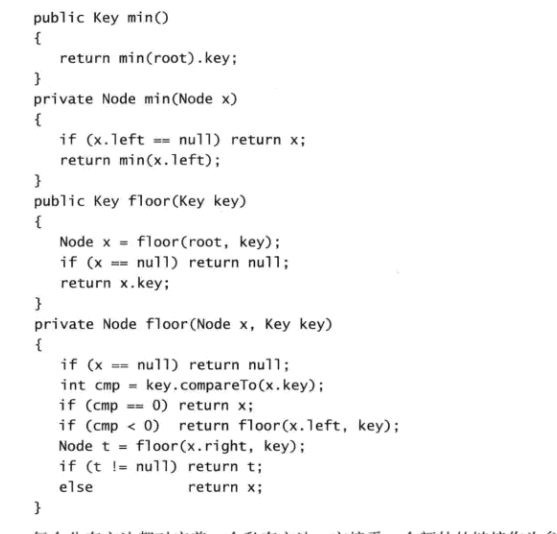 public Key min()
{
return min(root).key;
}
private Node min(Node x)
{
if (x.left == null) return x;
return min(x.left);
}
public Key floor(Key key)
{
Node x = floor(root, key);
if (x == null) return null;
return x.key;
}
private Node floor(Node x, Key key)
{
if (x == null) return null;
int cmp = key.compareTo(x.key);
if (cmp == 0) return x;
if (cmp < 0) return floor(x.left, key);
Node t = floor(x.right, key);
if (t != null) return t;
else return x;
}